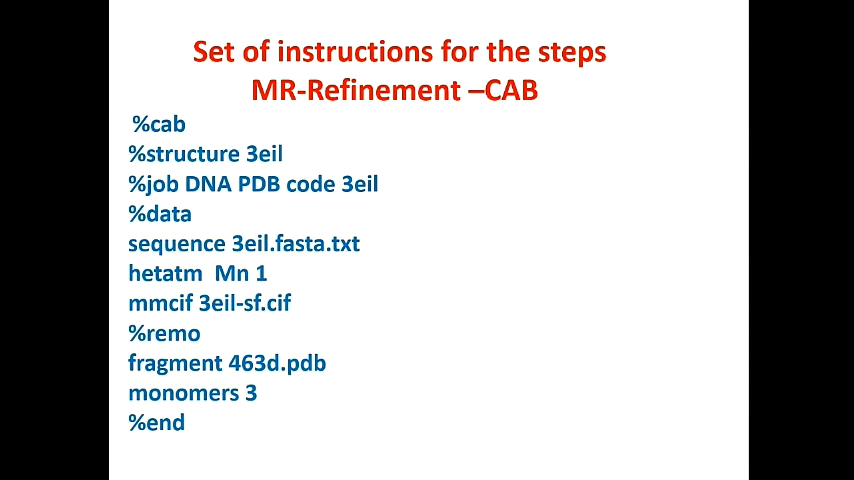 Set of instructions for the steps
MR-Refinement –CAB
%cab
%structure 3eil
%job DNA PDB code 3eil
%data
sequence 3eil.fasta.txt
hetatm  Mn 1
mmcif 3eil-sf.cif
%remo
fragment 463d.pdb
monomers 3
%end